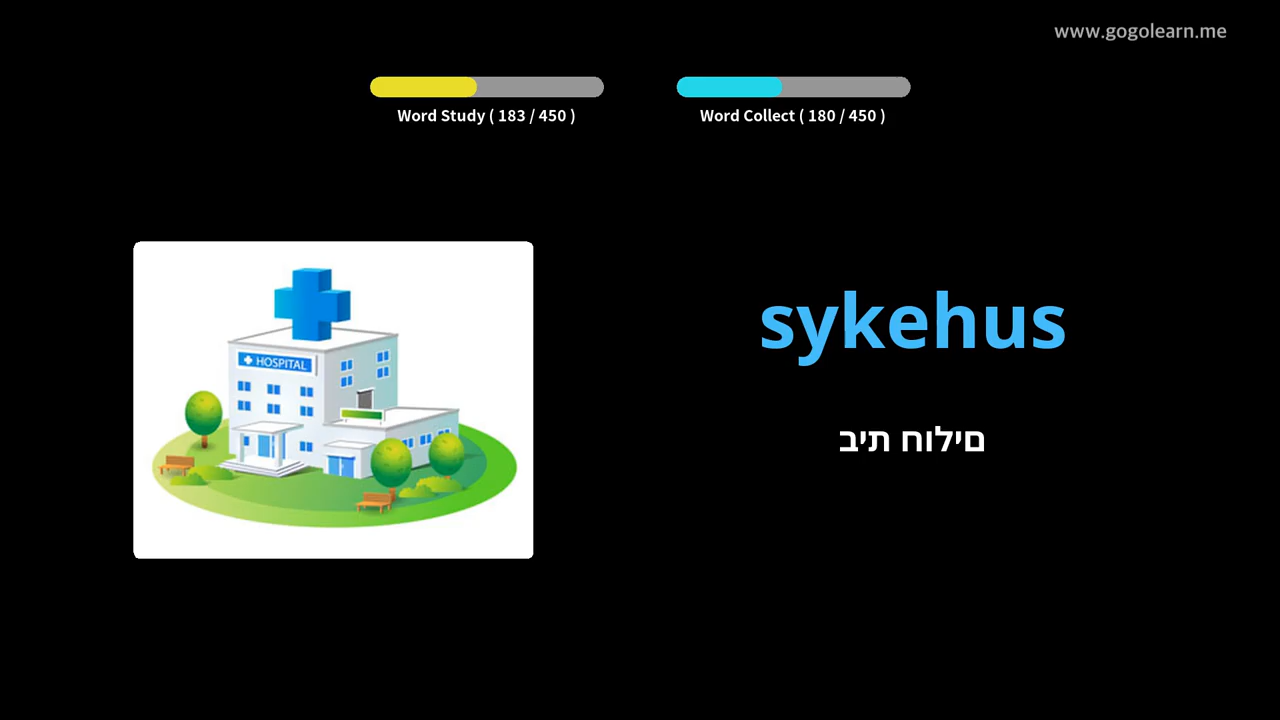 www.gogolearn.me
Word Study ( 183 / 450 )
Word Collect ( 180 / 450 )
HOSPITAL
sykehus
בית חולים